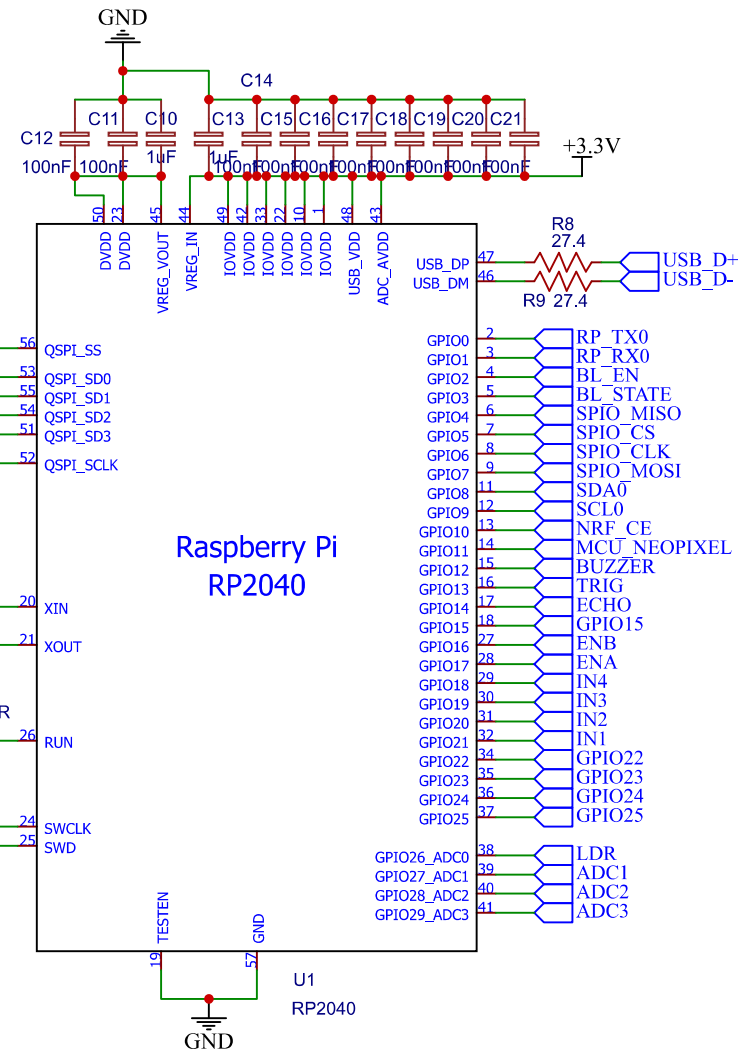 GND
C14
C12 C11 C10 C13 C15 C16 C17 C18 C19 C20 C21
100nF 100nF 1uF 1uF 100nF 00nF 00nF 00nF 00nF 00nF 00nF 00nF
+3.3V
50 23 45 44 49 42 33 22 10 1 48 43
DVDD DVDD VREG_VOUT VREG_IN IOVDD IOVDD IOVDD IOVDD IOVDD IOVDD USB_VDD ADC_AVDD
R8
27.4
USB_DP 47 USB_D+
USB_DM 46 USB_D-
R9 27.4
GPIO0 2 RP_TX0
56 QSPI_SS
GPIO1 3 RP_RX0
53 QSPI_SD0
GPIO2 4 BL_EN
55 QSPI_SD1
GPIO3 5 BL_STATE
54 QSPI_SD2
GPIO4 6 SPIO_MISO
51 QSPI_SD3
GPIO5 7 SPIO_CS
52 QSPI_SCLK
GPIO6 8 SPIO_CLK
GPIO7 9 SPIO_MOSI
GPIO8 11 SDA0
GPIO9 12 SCL0
GPIO10 13 NRF_CE
GPIO11 14 MCU_NEOPIXEL
Raspberry Pi
RP2040
GPIO12 15 BUZZER
GPIO13 16 TRIG
20 XIN
GPIO14 17 ECHO
GPIO15 18 GPIO15
21 XOUT
GPIO16 27 ENB
GPIO17 28 ENA
GPIO18 29 IN4
GPIO19 30 IN3
R
GPIO20 31 IN2
26 RUN
GPIO21 32 IN1
GPIO22 34 GPIO22
GPIO23 35 GPIO23
GPIO24 36 GPIO24
GPIO25 37 GPIO25
24 SWCLK
25 SWD
GPIO26_ADC0 38 LDR
GPIO27_ADC1 39 ADC1
GPIO28_ADC2 40 ADC2
GPIO29_ADC3 41 ADC3
TESTEN GND
19 57
U1
RP2040
GND